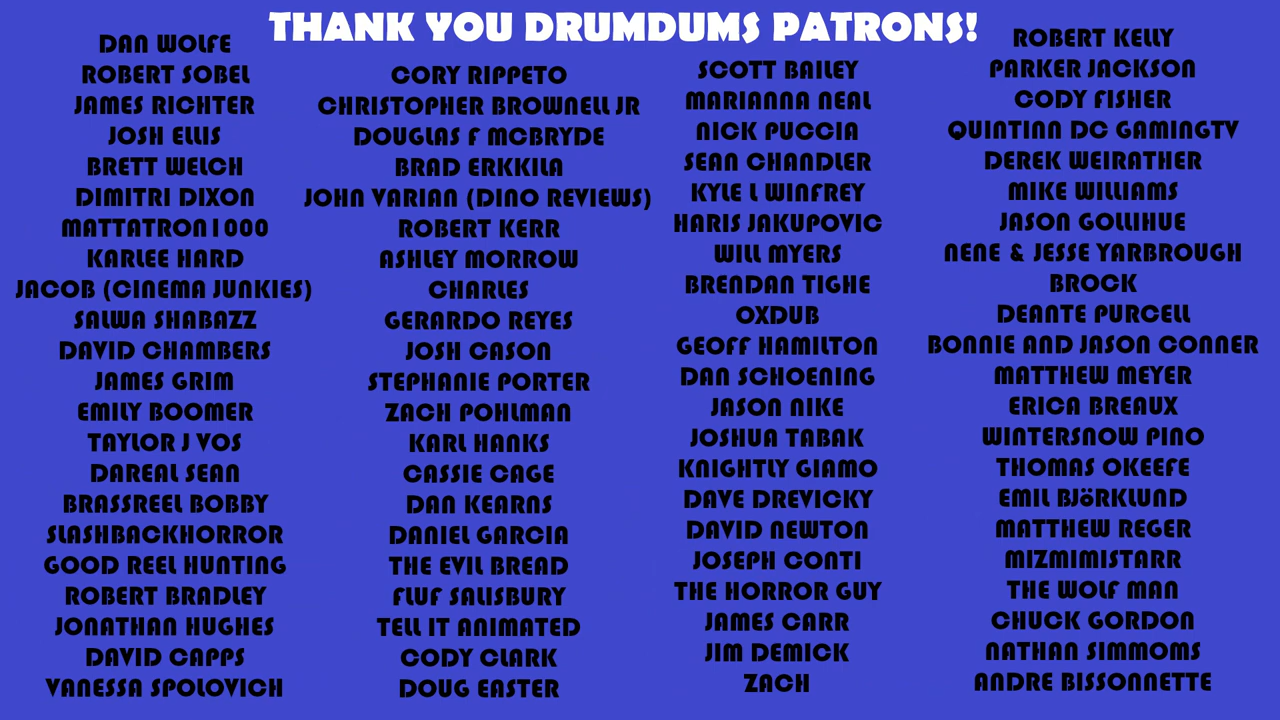 THANK YOU DRUMDUMS PATRONS!
DAN WOLFE
ROBERT SOBEL
JAMES RICHTER
JOSH ELLIS
BRETT WELCH
DIMITRI DIXON
MATTATRON1000
KARLEE HARD
JACOB (CINEMA JUNKIES)
SALWA SHABAZZ
DAVID CHAMBERS
JAMES GRIM
EMILY BOOMER
TAYLOR J VOS
DAREAL SEAN
BRASSREEL BOBBY
SLASHBACKHORROR
GOOD REEL HUNTING
ROBERT BRADLEY
JONATHAN HUGHES
DAVID CAPPS
VANESSA SPOLOVICH
CORY RIPPETO
CHRISTOPHER BROWNELL JR
DOUGLAS F MCBRYDE
BRAD ERKKILA
JOHN VARIAN (DINO REVIEWS)
ROBERT KERR
ASHLEY MORROW
CHARLES
GERARDO REYES
JOSH CASON
STEPHANIE PORTER
ZACH POHLMAN
KARL HANKS
CASSIE CAGE
DAN KEARNS
DANIEL GARCIA
THE EVIL BREAD
FLUF SALISBURY
TELL IT ANIMATED
CODY CLARK
DOUG EASTER
SCOTT BAILEY
MARIANNA NEAL
NICK PUCCIA
SEAN CHANDLER
KYLE L WINFREY
HARIS JAKUPOVIC
WILL MYERS
BRENDAN TIGHE
OXDUB
GEOFF HAMILTON
DAN SCHOENING
JASON NIKE
JOSHUA TABAK
KNIGHTLY GIAMO
DAVE DREVICKY
DAVID NEWTON
JOSEPH CONTI
THE HORROR GUY
JAMES CARR
JIM DEMICK
ZACH
ROBERT KELLY
PARKER JACKSON
CODY FISHER
QUINTINN DC GAMINGTV
DEREK WEIRATHER
MIKE WILLIAMS
JASON GOLLIHUE
NENE & JESSE YARBROUGH
BROCK
DEANTE PURCELL
BONNIE AND JASON CONNER
MATTHEW MEYER
ERICA BREAUX
WINTERSNOW PINO
THOMAS OKEEFE
EMIL BJöRKLUND
MATTHEW REGER
MIZMIMISTARR
THE WOLF MAN
CHUCK GORDON
NATHAN SIMMOMS
ANDRE BISSONNETTE